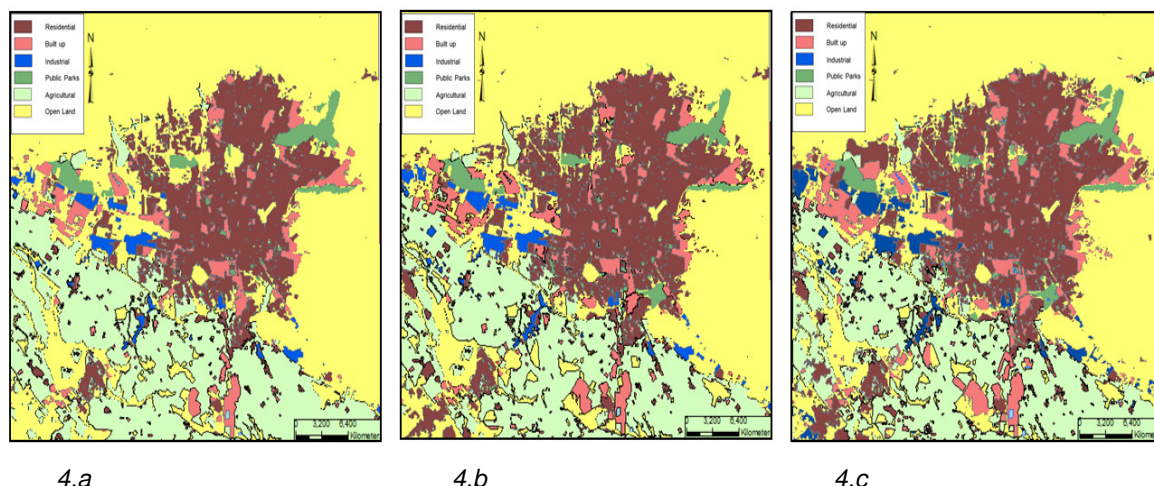 Residential
Built up
Industrial
Public Parks
Agricultural
Open Land
N
0 3,200 6,400
Kilometer
Residential
Built up
Industrial
Public Parks
Agricultural
Open Land
N
0 3,200 6,400
Kilometer
Residential
Built up
Industrial
Public Parks
Agricultural
Open Land
N
0 3,200 6,400
Kilometer
4.a 4.b 4.c